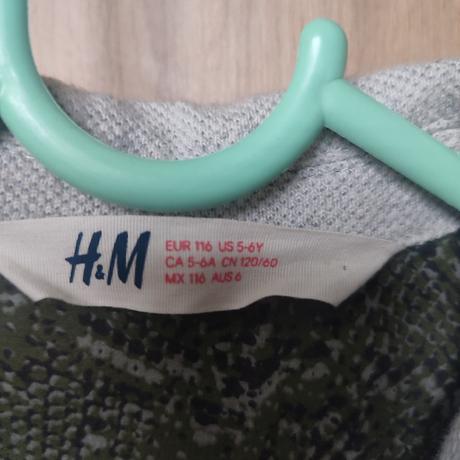 H&M
EUR 116 US 5-6Y
CA 5-6A CN 120/60
MX 116 AUS 6